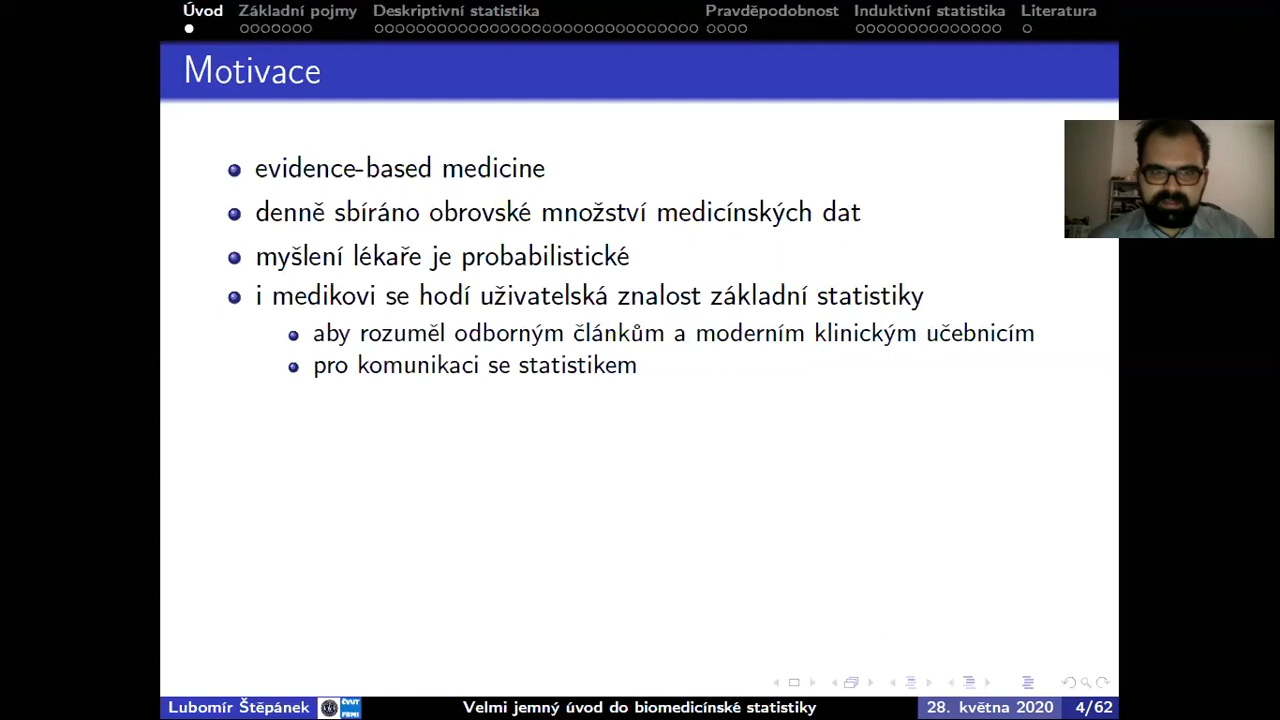 Úvod Základní pojmy Deskriptivní statistika Pravděpodobnost Induktivní statistika Literatura
Motivace
evidence-based medicine
denně sbíráno obrovské množství medicínských dat
myšlení lékaře je probabilistické
i medikovi se hodí uživatelská znalost základní statistiky
aby rozuměl odborným článkům a moderním klinickým učebnicím
pro komunikaci se statistikem
Lubomír Štěpánek ČVUT FBMI Velmi jemný úvod do biomedicínské statistiky 28. května 2020 4/62